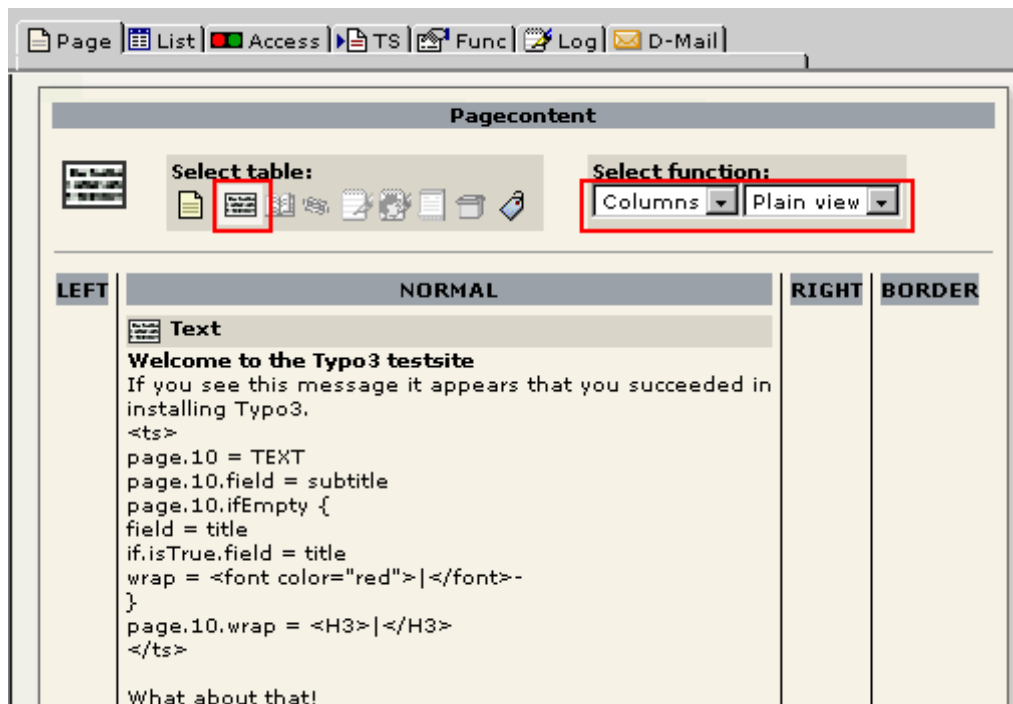 Page List Access TS Func Log D-Mail
Pagecontent
Select table: Select function:
Columns Plain view
LEFT NORMAL RIGHT BORDER
Text
Welcome to the Typo3 testsite
If you see this message it appears that you succeeded in
installing Typo3.
<ts>
page.10 = TEXT
page.10.field = subtitle
page.10.ifEmpty {
field = title
if.isTrue.field = title
wrap = <font color="red">|</font>-
}
page.10.wrap = <H3>|</H3>
</ts>
What about that!